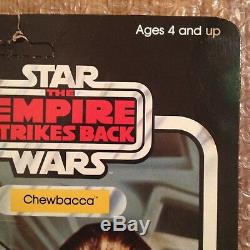 Ages 4 and up
STAR
THE
EMPIRE
STRIKES BACK
WARS
Chewbacca